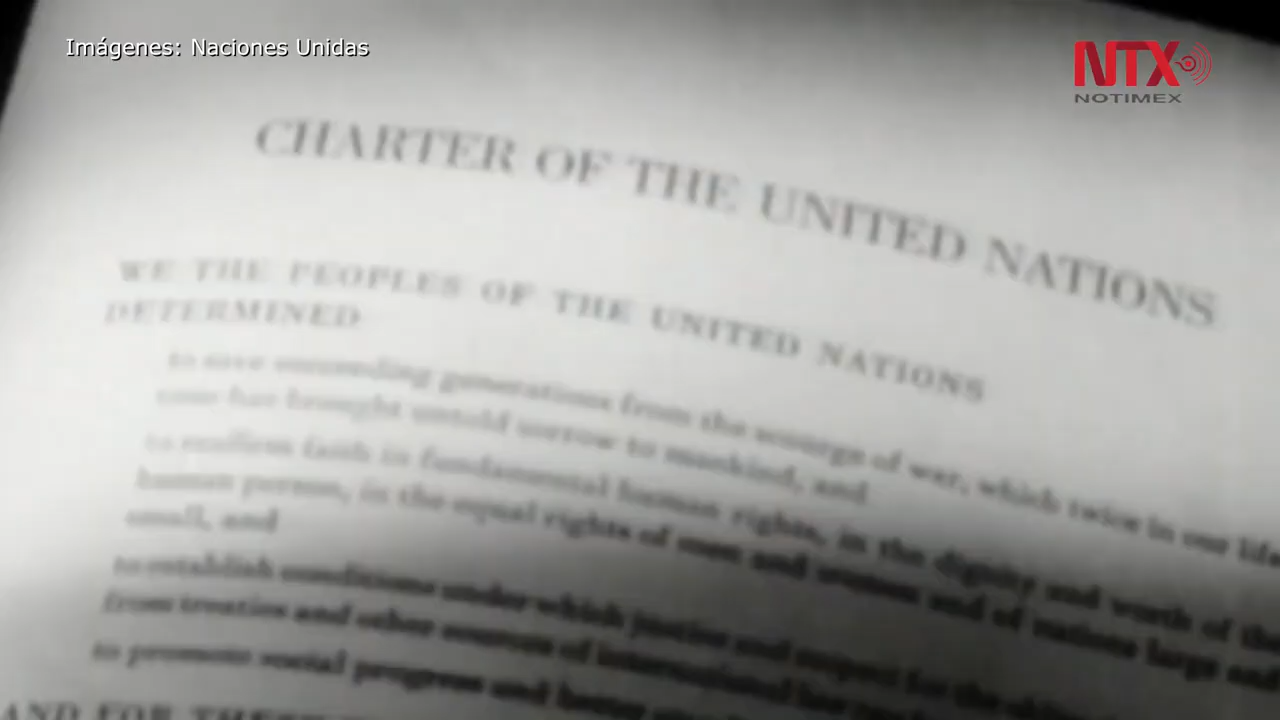 Imágenes: Naciones Unidas
NTX
NOTIMEX
CHARTER OF THE UNITED NATIONS
WE THE PEOPLES OF THE UNITED NATIONS
DETERMINED
to save succeeding generations from the scourge of war, which twice in our life
time has brought untold sorrow to mankind, and
to reaffirm faith in fundamental human rights, in the dignity and worth of the
human person, in the equal rights of men and women and of nations large and
small, and
to establish conditions under which justice and respect for the
from treaties and other sources of international law
to promote social progress and better
AND FOR THESE